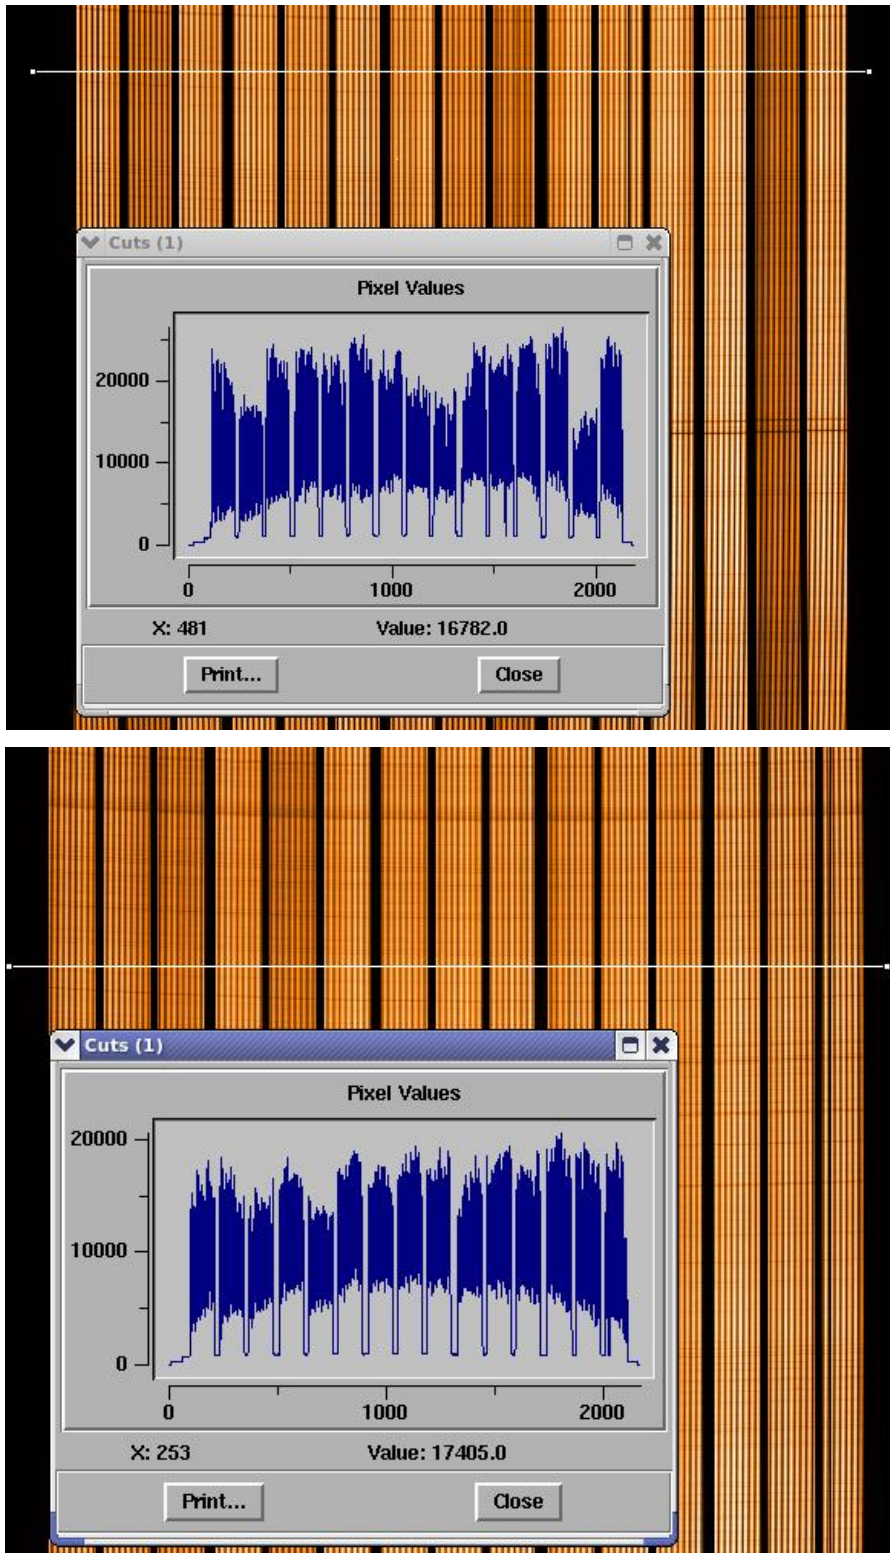 Cuts (1)
Pixel Values
20000
10000
0
0 1000 2000
X: 481 Value: 16782.0
Print... Close
Cuts (1)
Pixel Values
20000
10000
0
0 1000 2000
X: 253 Value: 17405.0
Print... Close